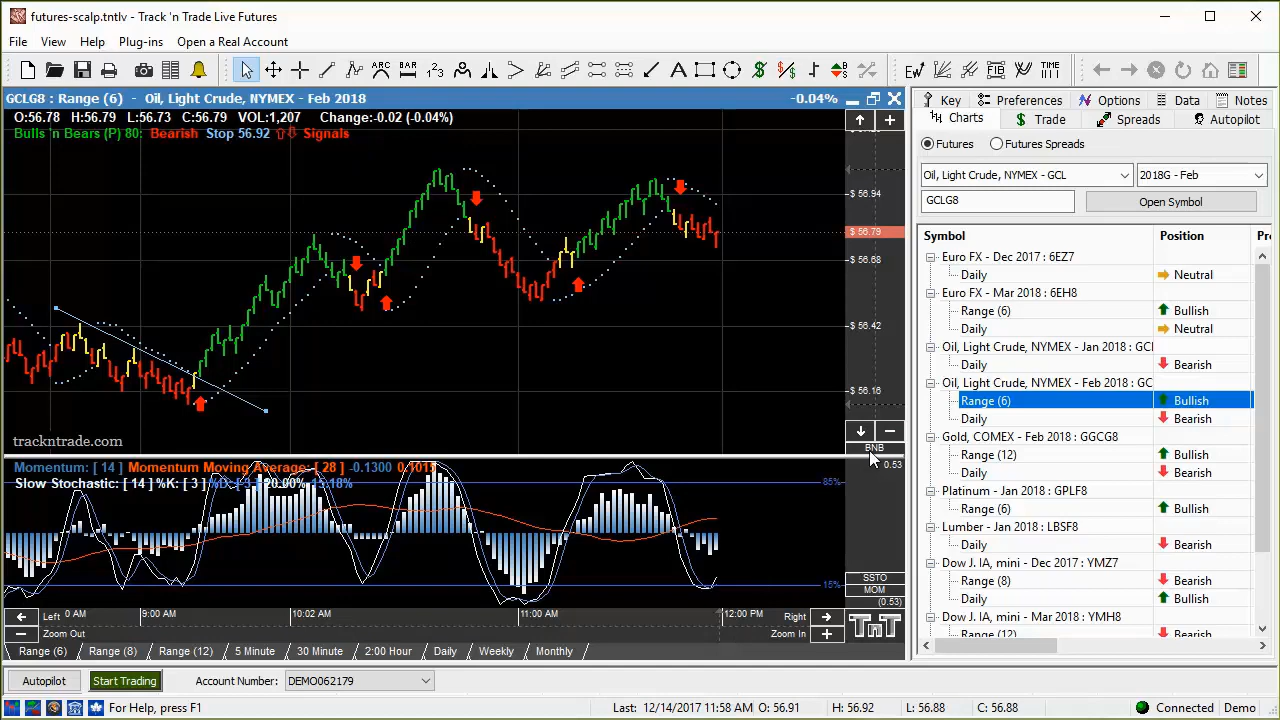 futures-scalp.tntlv - Track 'n Trade Live Futures
File View Help Plug-ins Open a Real Account
GCLG8 : Range (6) - Oil, Light Crude, NYMEX - Feb 2018 -0.04%
O:56.78 H:56.79 L:56.73 C:56.79 VOL:1,207 Change:-0.02 (-0.04%)
Bulls 'n Bears (P) 80: Bearish Stop 56.92 Signals
$ 56.94
$ 56.79
$ 56.68
$ 56.42
$ 56.16
trackntrade.com
BNB
Momentum: [ 14 ] Momentum Moving Average: [ 28 ] -0.1300
0.53
Slow Stochastic: [ 14 ] %K: [ 3 ]
85%
15%
SSTO
MOM
(0.53)
Left 0 AM 9:00 AM 10:02 AM 11:00 AM 12:00 PM Right
Zoom Out Zoom In
TnT
Range (6) Range (8) Range (12) 5 Minute 30 Minute 2:00 Hour Daily Weekly Monthly
Autopilot Start Trading Account Number: DEMO062179
For Help, press F1 Last: 12/14/2017 11:58 AM O: 56.91 H: 56.92 L: 56.88 C: 56.88 Connected Demo
Key Preferences Options Data Notes
Charts Trade Spreads Autopilot
Futures Futures Spreads
Oil, Light Crude, NYMEX - GCL 2018G - Feb
GCLG8 Open Symbol
Symbol Position Pr
Euro FX - Dec 2017 : 6EZ7
Daily Neutral
Euro FX - Mar 2018 : 6EH8
Range (6) Bullish
Daily Neutral
Oil, Light Crude, NYMEX - Jan 2018 : GCI
Daily Bearish
Oil, Light Crude, NYMEX - Feb 2018 : GC
Range (6) Bullish
Daily Bearish
Gold, COMEX - Feb 2018 : GGCG8
Range (12) Bullish
Daily Bearish
Platinum - Jan 2018 : GPLF8
Range (6) Bullish
Lumber - Jan 2018 : LBSF8
Daily Bearish
Dow J. IA, mini - Dec 2017 : YMZ7
Range (8) Bearish
Daily Bullish
Dow J. IA, mini - Mar 2018 : YMH8
Range (12) Bearish